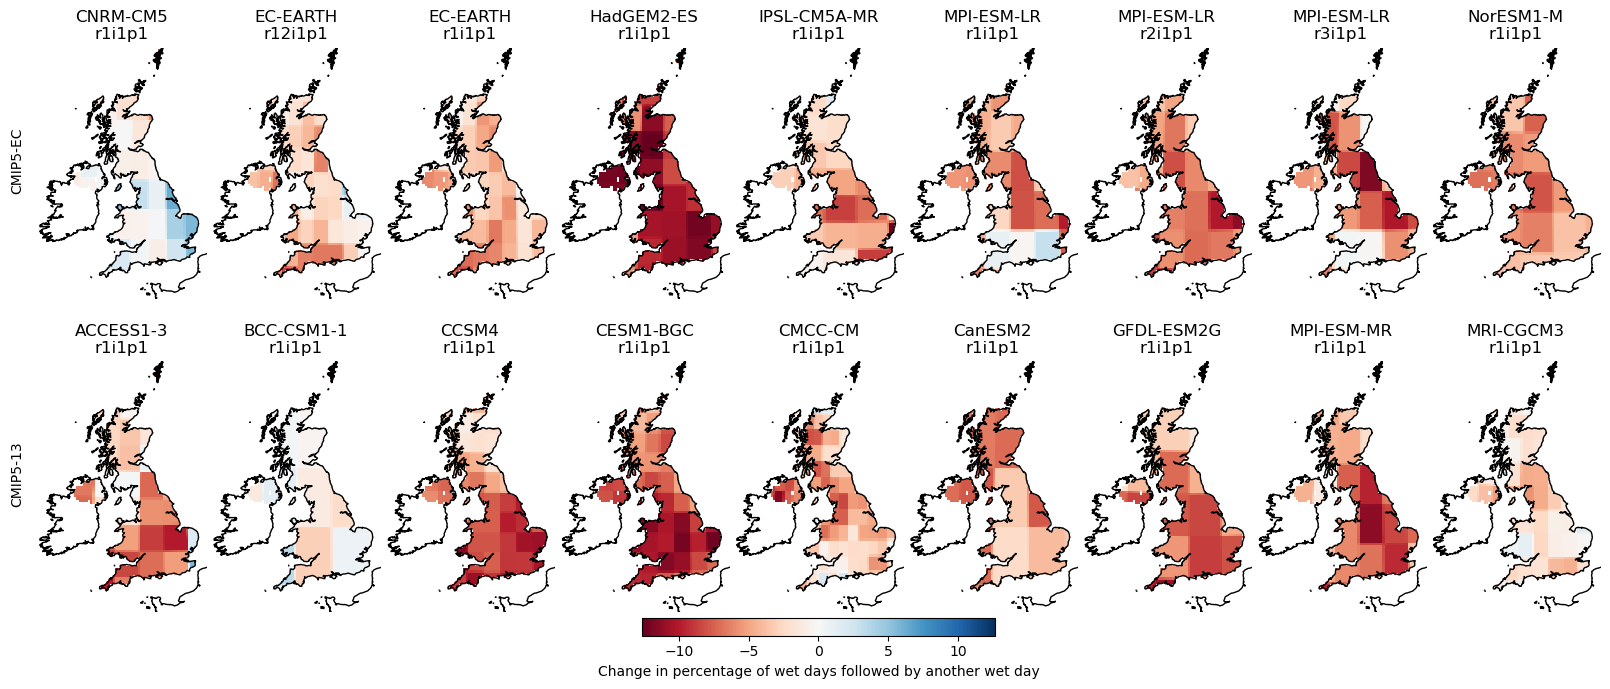 CNRM-CM5 EC-EARTH EC-EARTH HadGEM2-ES IPSL-CM5A-MR MPI-ESM-LR MPI-ESM-LR MPI-ESM-LR NorESM1-M
r1i1p1 r12i1p1 r1i1p1 r1i1p1 r1i1p1 r1i1p1 r2i1p1 r3i1p1 r1i1p1
CMIP5-EC
ACCESS1-3 BCC-CSM1-1 CCSM4 CESM1-BGC CMCC-CM CanESM2 GFDL-ESM2G MPI-ESM-MR MRI-CGCM3
r1i1p1 r1i1p1 r1i1p1 r1i1p1 r1i1p1 r1i1p1 r1i1p1 r1i1p1 r1i1p1
CMIP5-13
−10 −5 0 5 10
Change in percentage of wet days followed by another wet day